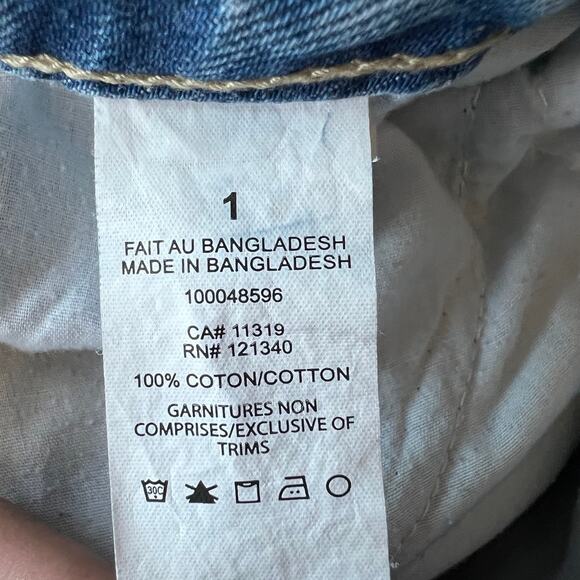 1
FAIT AU BANGLADESH
MADE IN BANGLADESH
100048596
CA# 11319
RN# 121340
100% COTON/COTTON
GARNITURES NON
COMPRISES/EXCLUSIVE OF
TRIMS
30C